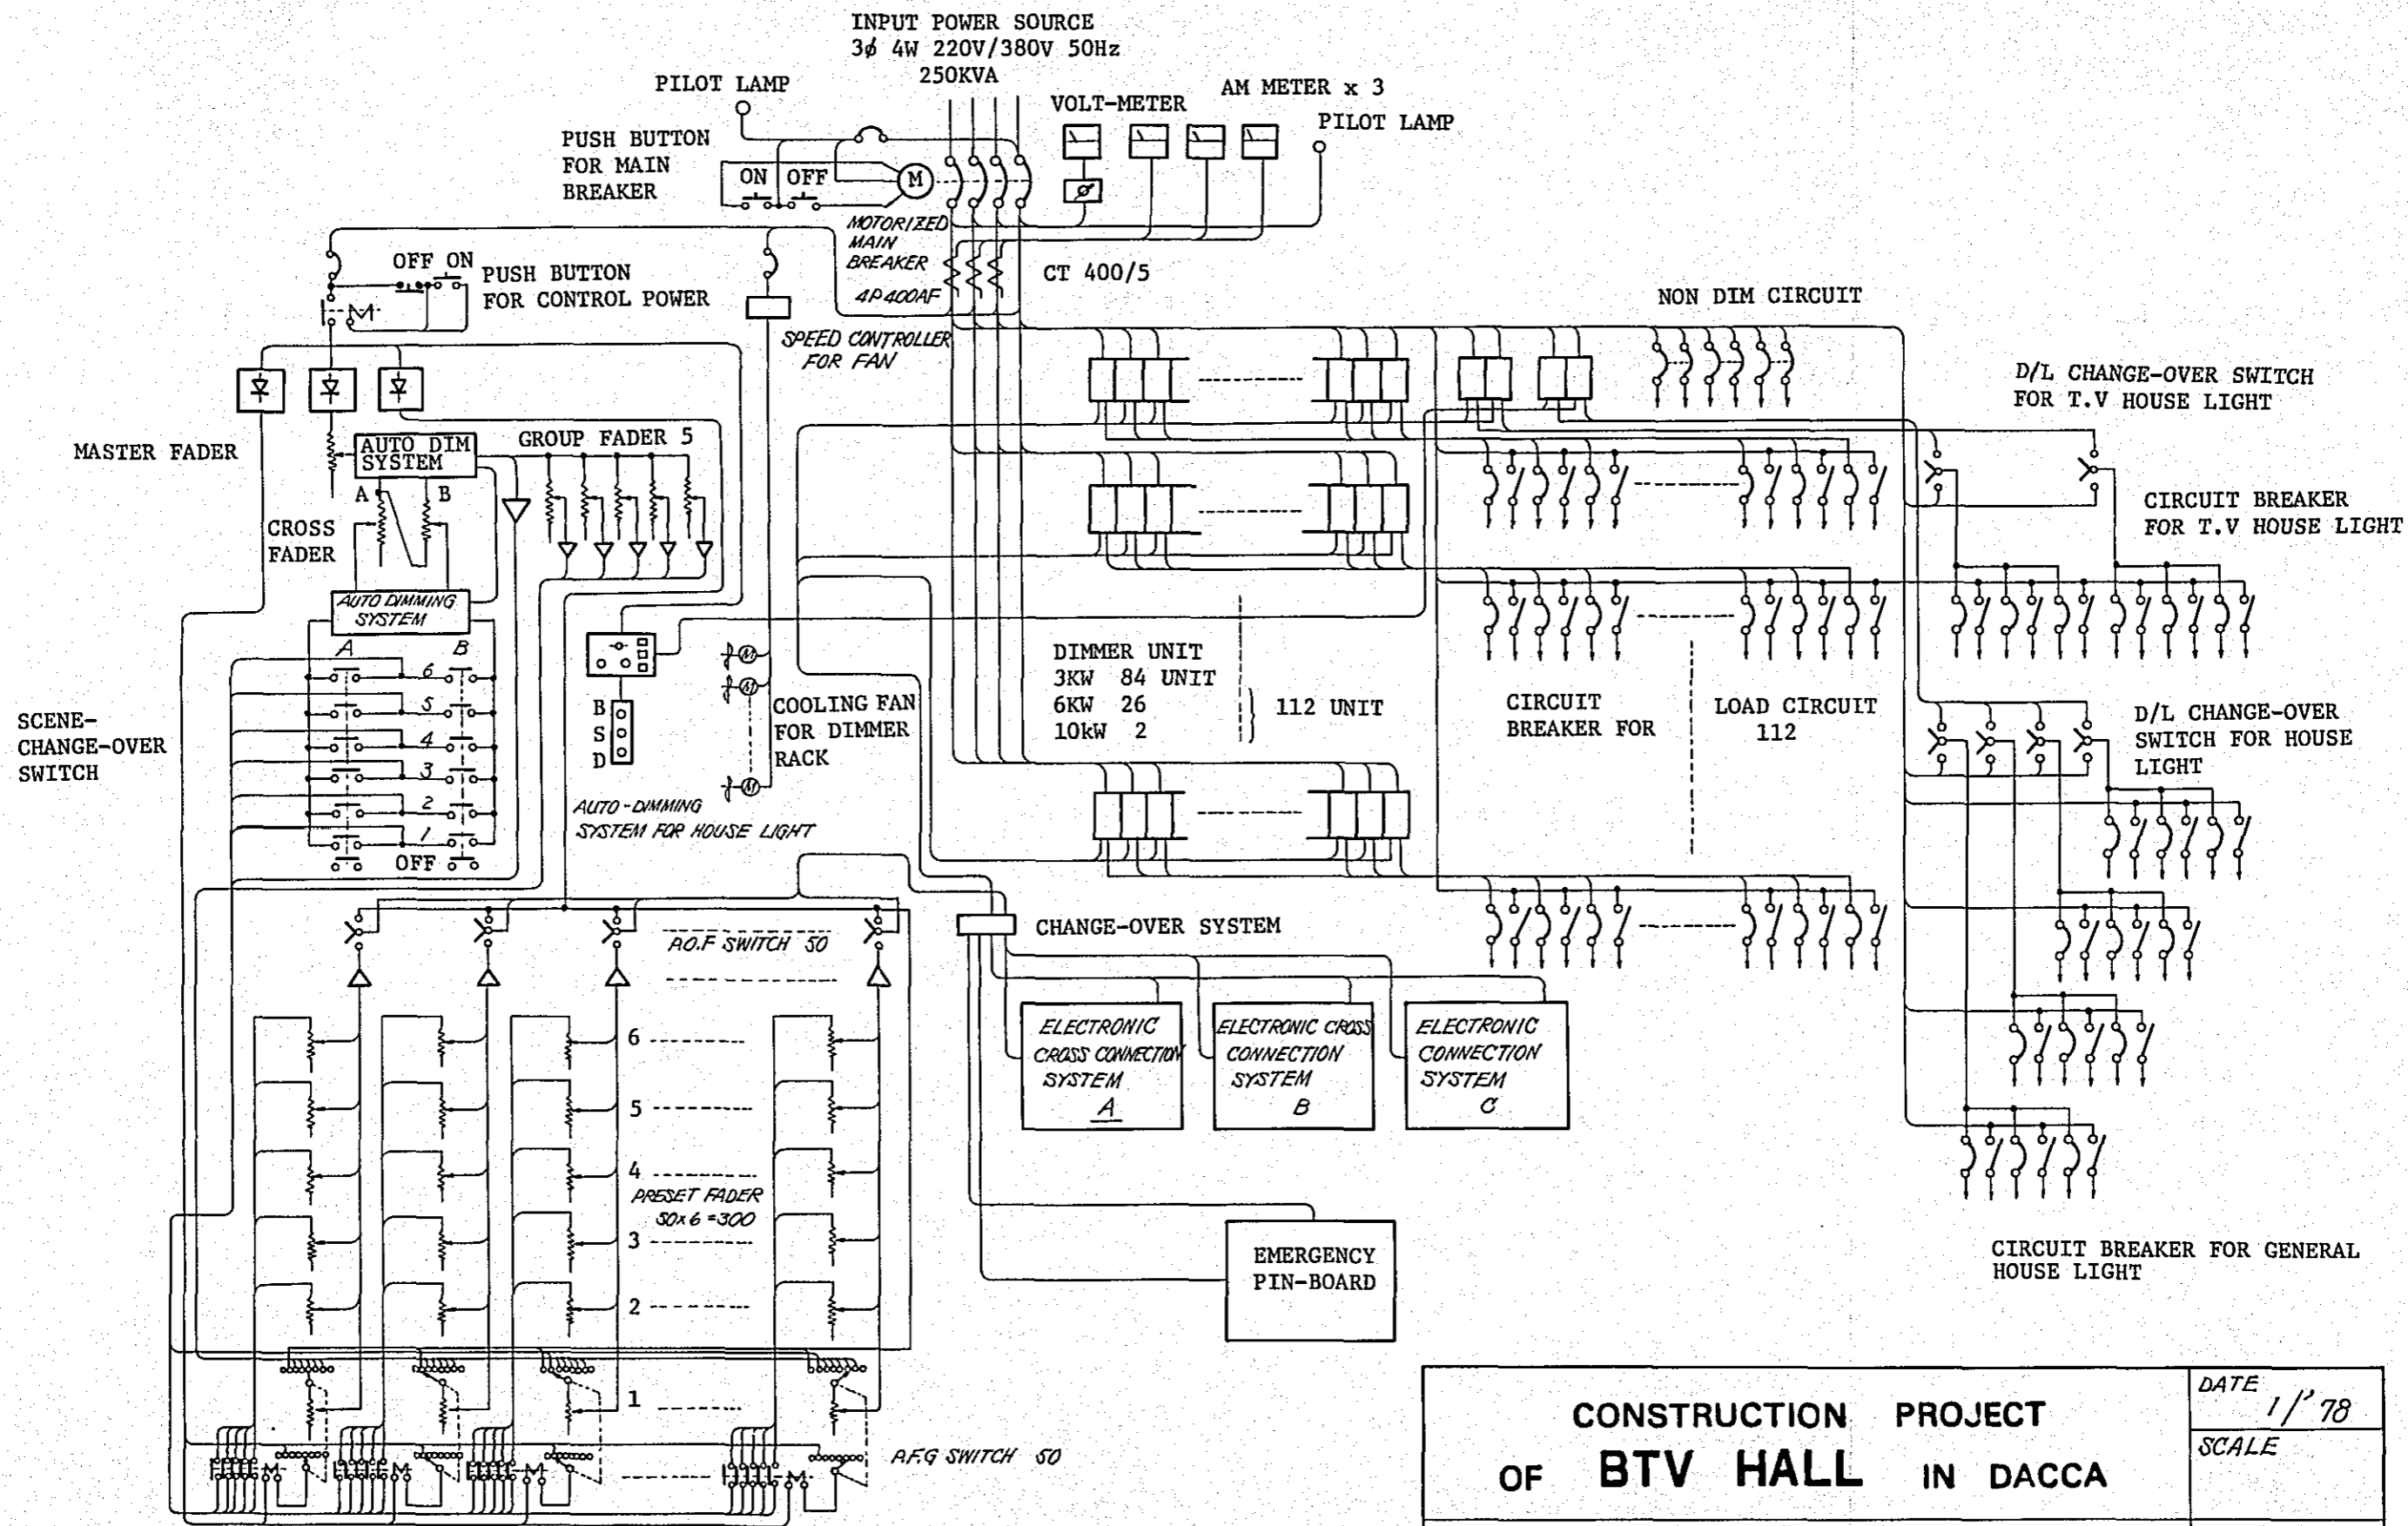 INPUT POWER SOURCE
3ϕ 4W 220V/380V 50Hz
250KVA
PILOT LAMP
VOLT-METER
AM METER x 3
PILOT LAMP
PUSH BUTTON
FOR MAIN
BREAKER
ON OFF
M
MOTORIZED
MAIN
BREAKER
4P400AF
CT 400/5
OFF ON
PUSH BUTTON
FOR CONTROL POWER
M
SPEED CONTROLLER
FOR FAN
NON DIM CIRCUIT
D/L CHANGE-OVER SWITCH
FOR T.V HOUSE LIGHT
MASTER FADER
AUTO DIM
SYSTEM
GROUP FADER 5
A B
CROSS
FADER
CIRCUIT BREAKER
FOR T.V HOUSE LIGHT
AUTO DIMMING
SYSTEM
A B
6
5
4
3
2
1
OFF
SCENE-
CHANGE-OVER
SWITCH
B
S
D
AUTO-DIMMING
SYSTEM FOR HOUSE LIGHT
M
M
M
COOLING FAN
FOR DIMMER
RACK
DIMMER UNIT
3KW 84 UNIT
6KW 26
10kW 2
112 UNIT
CIRCUIT
BREAKER FOR
LOAD CIRCUIT
112
D/L CHANGE-OVER
SWITCH FOR HOUSE
LIGHT
P.O.F SWITCH 50
CHANGE-OVER SYSTEM
ELECTRONIC
CROSS CONNECTION
SYSTEM
A
ELECTRONIC CROSS
CONNECTION
SYSTEM
B
ELECTRONIC
CONNECTION
SYSTEM
C
6
5
4
PRESET FADER
50x6=300
3
2
1
EMERGENCY
PIN-BOARD
CIRCUIT BREAKER FOR GENERAL
HOUSE LIGHT
M
M
M
M
A.F.G SWITCH 50
CONSTRUCTION PROJECT
OF BTV HALL IN DACCA
DATE
1/'78
SCALE